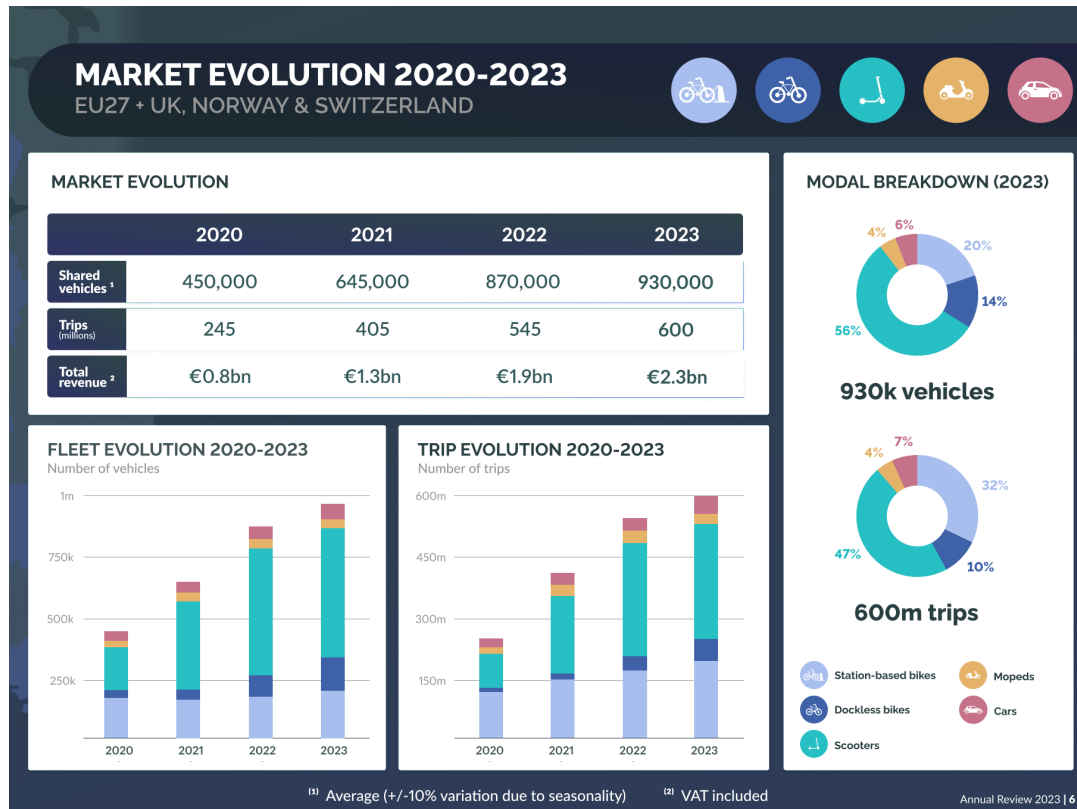 MARKET EVOLUTION 2020-2023
EU27 + UK, NORWAY & SWITZERLAND
MARKET EVOLUTION
2020 2021 2022 2023
Shared vehicles ¹ 450,000 645,000 870,000 930,000
Trips (millions) 245 405 545 600
Total revenue ² €0.8bn €1.3bn €1.9bn €2.3bn
FLEET EVOLUTION 2020-2023
Number of vehicles
1m
750k
500k
250k
2020 2021 2022 2023
TRIP EVOLUTION 2020-2023
Number of trips
600m
450m
300m
150m
2020 2021 2022 2023
MODAL BREAKDOWN (2023)
4% 6%
20%
14%
56%
930k vehicles
4% 7%
32%
47%
10%
600m trips
Station-based bikes
Mopeds
Dockless bikes
Cars
Scooters
(1) Average (+/-10% variation due to seasonality) (2) VAT included
Annual Review 2023 | 6